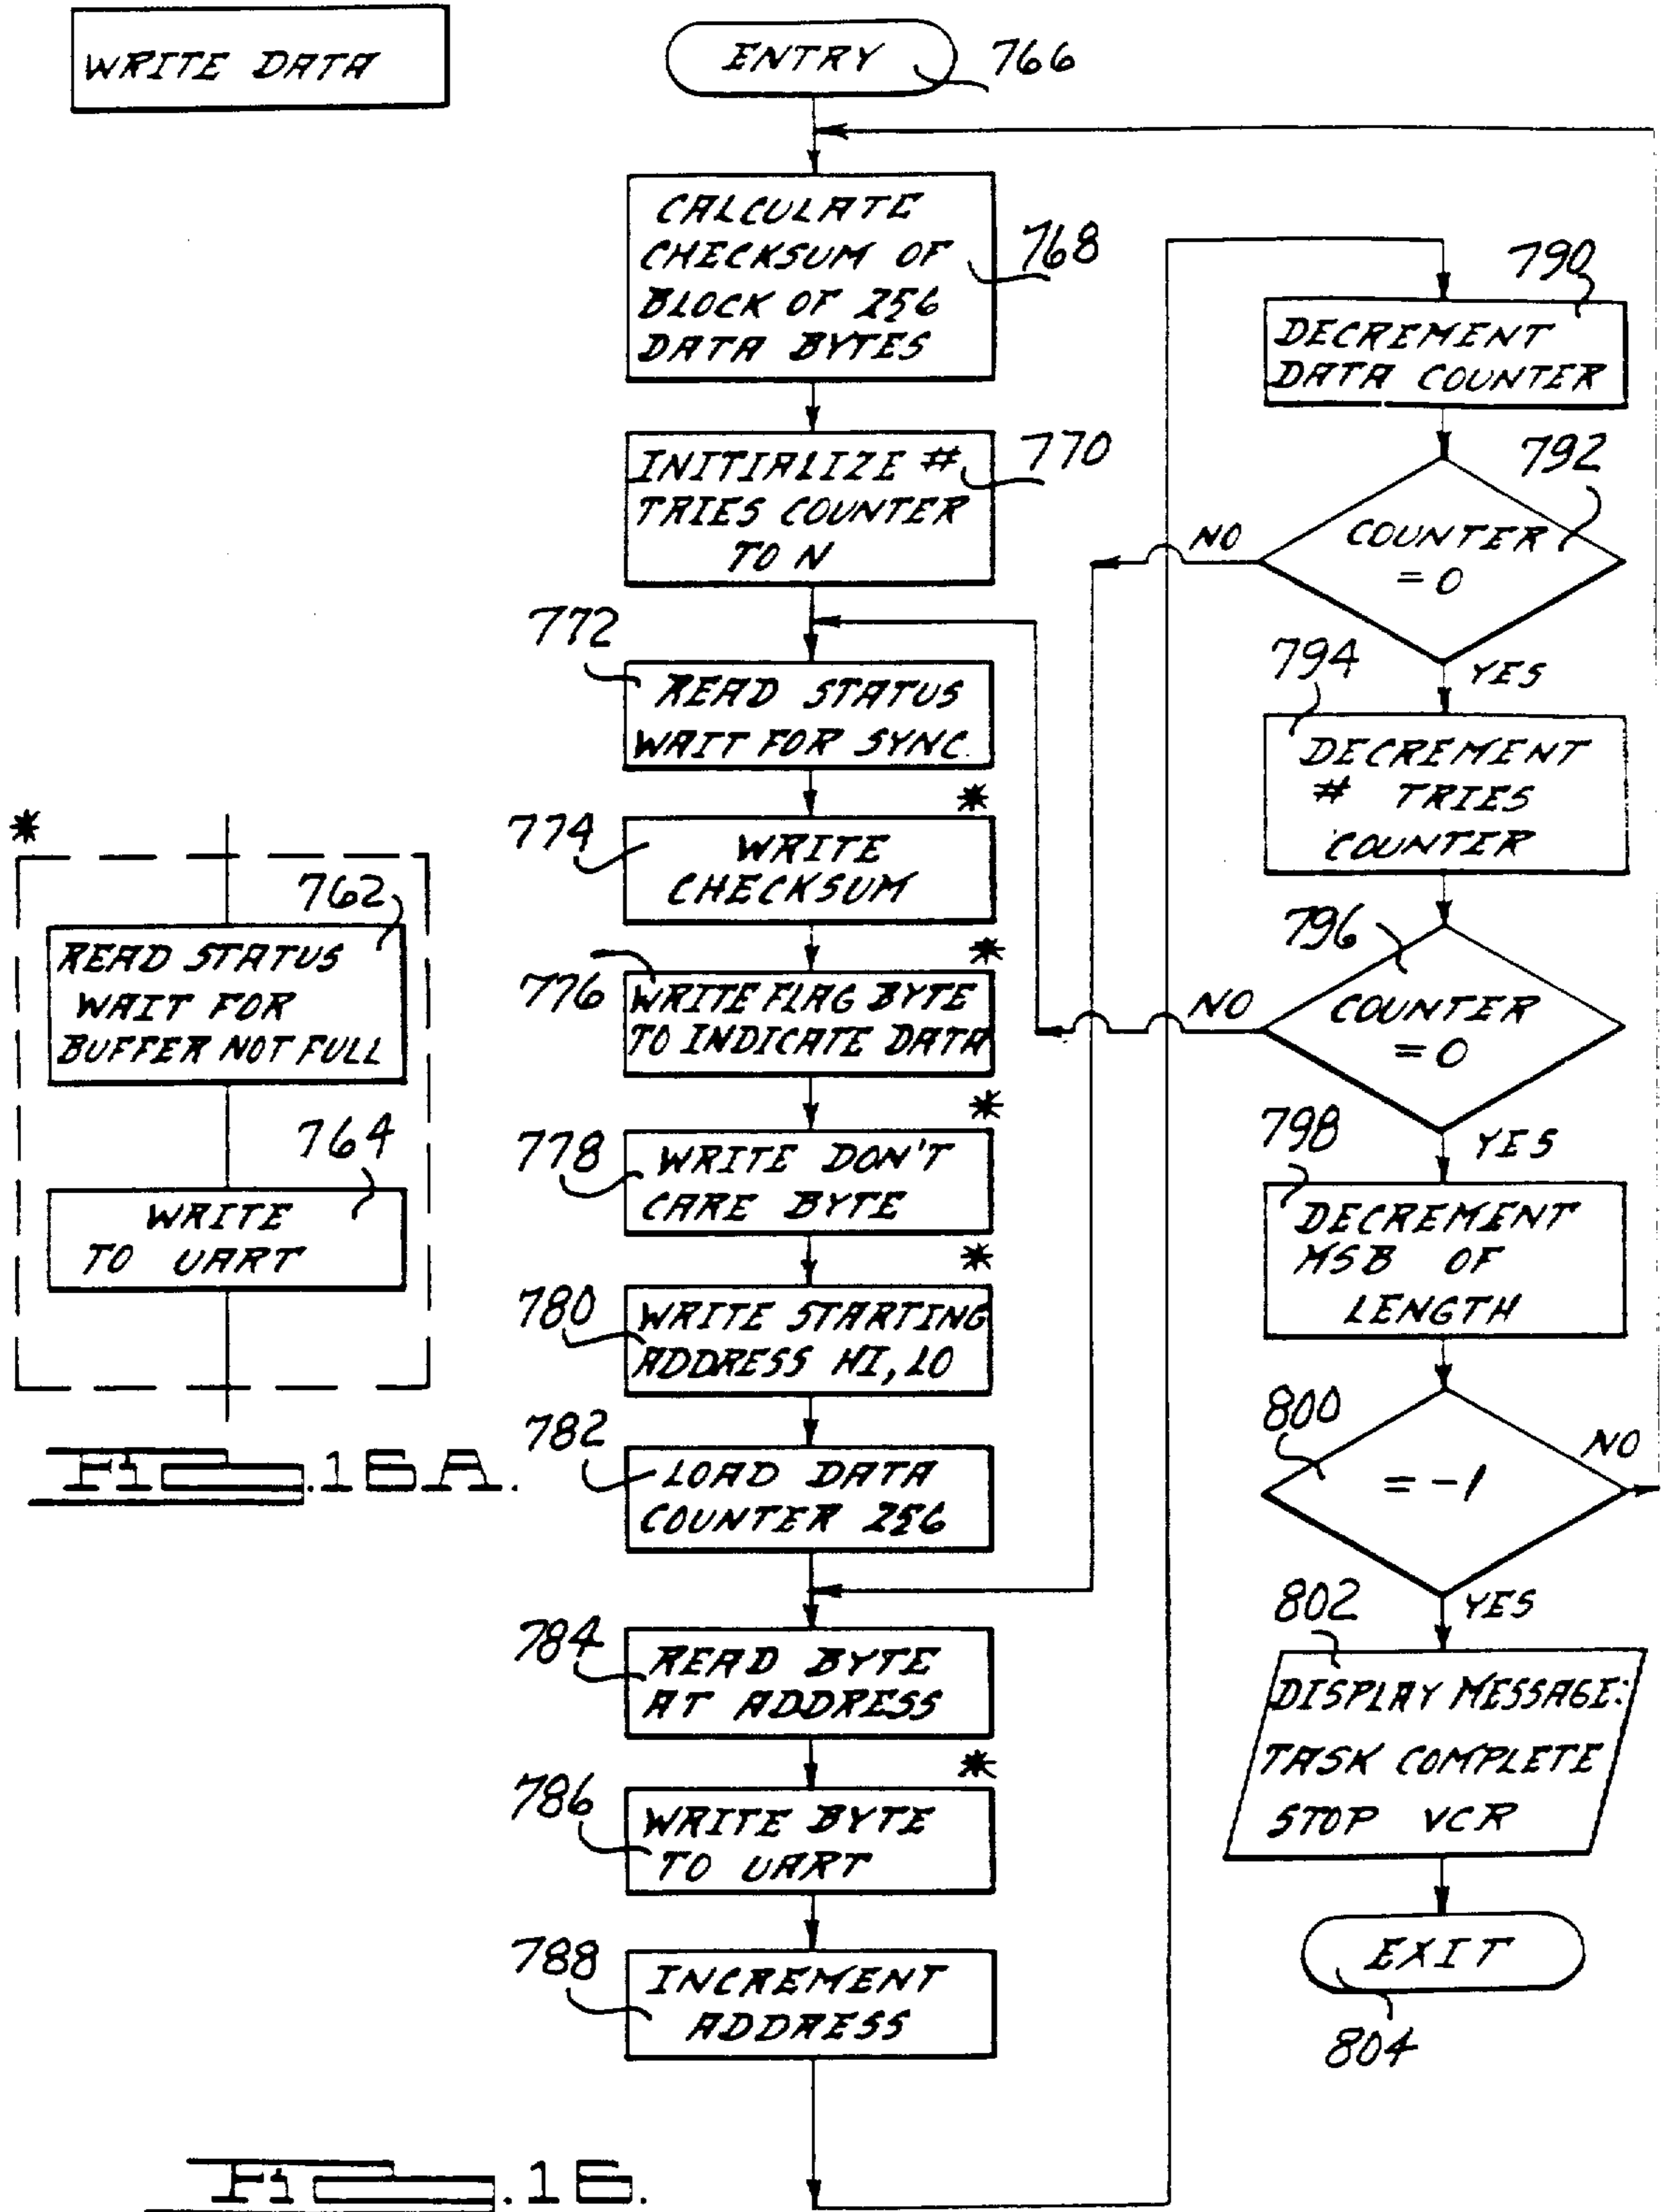 WRITE DATA
ENTRY
766
CALCULATE
CHECKSUM OF
BLOCK OF 256
DATA BYTES
768
INITIALIZE #
TRIES COUNTER
TO N
770
772
READ STATUS
WAIT FOR SYNC.
*
774
WRITE
CHECKSUM
*
776
WRITE FLAG BYTE
TO INDICATE DATA
*
778
WRITE DON'T
CARE BYTE
*
780
WRITE STARTING
ADDRESS HI, LO
782
LOAD DATA
COUNTER 256
784
READ BYTE
AT ADDRESS
*
786
WRITE BYTE
TO UART
788
INCREMENT
ADDRESS
790
DECREMENT
DATA COUNTER
792
COUNTER
= 0
NO
YES
794
DECREMENT
# TRIES
COUNTER
796
COUNTER
= 0
NO
YES
798
DECREMENT
MSB OF
LENGTH
800
= -1
NO
YES
802
DISPLAY MESSAGE:
TASK COMPLETE
STOP VCR
EXIT
804
*
762
READ STATUS
WAIT FOR
BUFFER NOT FULL
764
WRITE
TO UART
FIG. 16A.
FIG. 16.